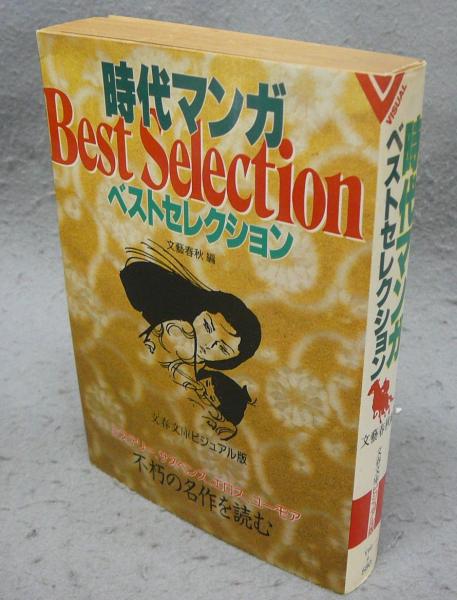 時代マンガ
Best Selection
ベストセレクション
文藝春秋 編
文春文庫ビジュアル版
ミステリー サスペンス エロス ユーモア
不朽の名作を読む
V
VISUAL
時代マンガ
ベストセレクション
文藝春秋